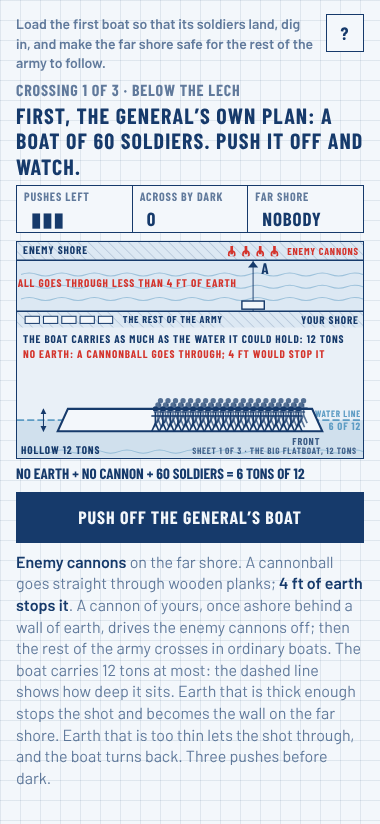 Load the first boat so that its soldiers land, dig
in, and make the far shore safe for the rest of the
army to follow.
?
CROSSING 1 OF 3 · BELOW THE LECH
FIRST, THE GENERAL’S OWN PLAN: A
BOAT OF 60 SOLDIERS. PUSH IT OFF AND
WATCH.
PUSHES LEFT
ACROSS BY DARK
0
FAR SHORE
NOBODY
ENEMY SHORE
ENEMY CANNONS
A
ALL GOES THROUGH LESS THAN 4 FT OF EARTH
THE REST OF THE ARMY
YOUR SHORE
THE BOAT CARRIES AS MUCH AS THE WATER IT COULD HOLD: 12 TONS
NO EARTH: A CANNONBALL GOES THROUGH; 4 FT WOULD STOP IT
WATER LINE
6 OF 12
FRONT
HOLLOW 12 TONS
SHEET 1 OF 3 · THE BIG FLATBOAT, 12 TONS
NO EARTH + NO CANNON + 60 SOLDIERS = 6 TONS OF 12
PUSH OFF THE GENERAL’S BOAT
Enemy cannons on the far shore. A cannonball
goes straight through wooden planks; 4 ft of earth
stops it. A cannon of yours, once ashore behind a
wall of earth, drives the enemy cannons off; then
the rest of the army crosses in ordinary boats. The
boat carries 12 tons at most: the dashed line
shows how deep it sits. Earth that is thick enough
stops the shot and becomes the wall on the far
shore. Earth that is too thin lets the shot through,
and the boat turns back. Three pushes before
dark.